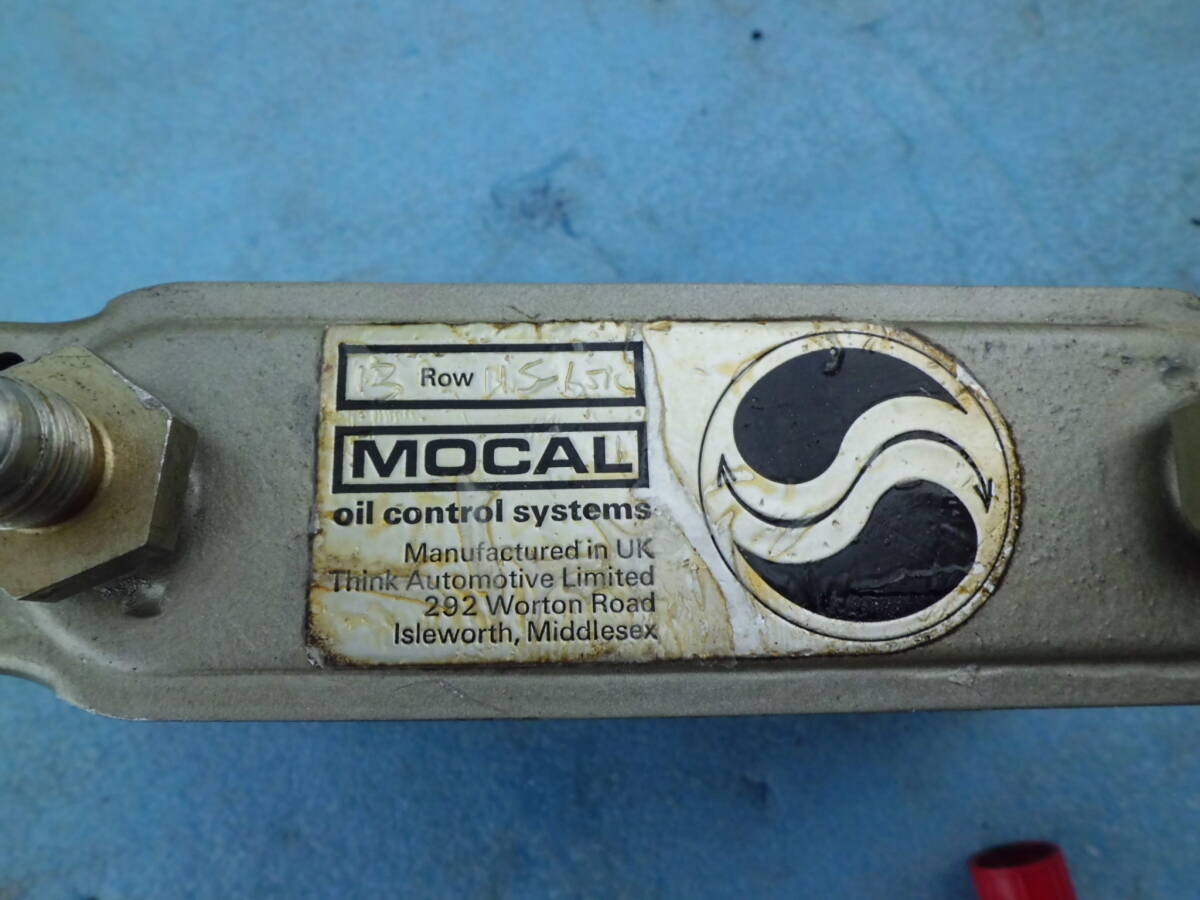 13 Row
MOCAL
oil control systems
Manufactured in UK
Think Automotive Limited
292 Worton Road
Isleworth, Middlesex